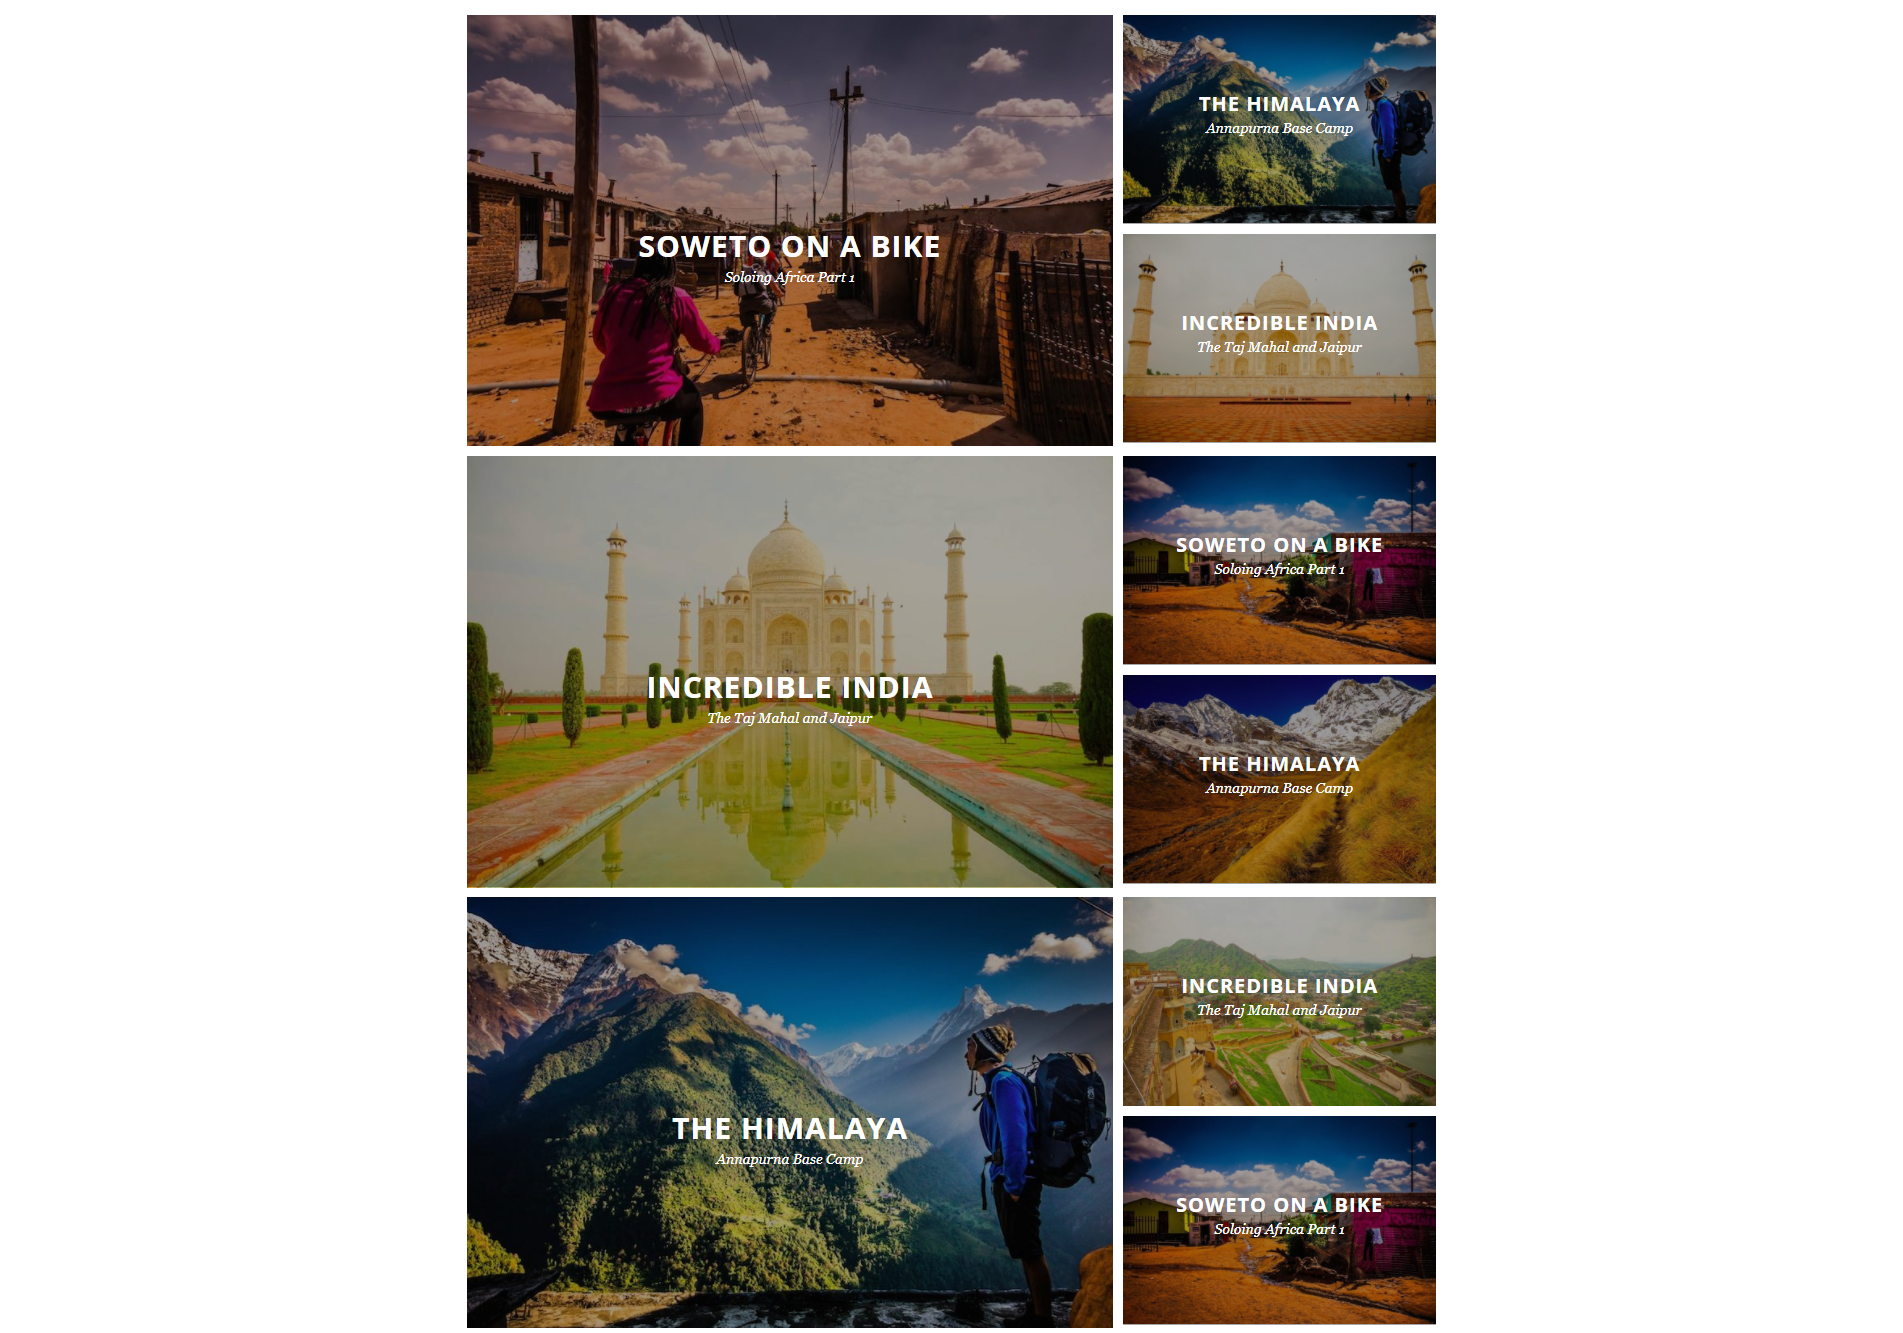 SOWETO ON A BIKE
Soloing Africa Part 1
THE HIMALAYA
Annapurna Base Camp
INCREDIBLE INDIA
The Taj Mahal and Jaipur
INCREDIBLE INDIA
The Taj Mahal and Jaipur
SOWETO ON A BIKE
Soloing Africa Part 1
THE HIMALAYA
Annapurna Base Camp
THE HIMALAYA
Annapurna Base Camp
INCREDIBLE INDIA
The Taj Mahal and Jaipur
SOWETO ON A BIKE
Soloing Africa Part 1